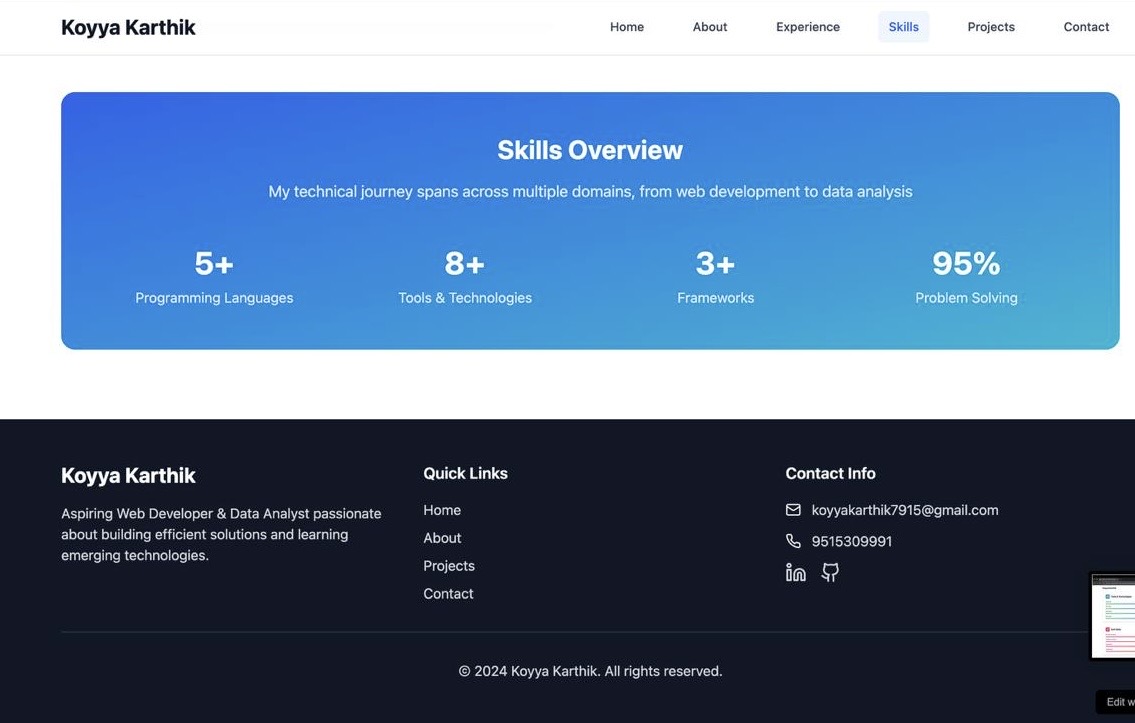 Koyya Karthik
Home
About
Experience
Skills
Projects
Contact
Skills Overview
My technical journey spans across multiple domains, from web development to data analysis
5+
Programming Languages
8+
Tools & Technologies
3+
Frameworks
95%
Problem Solving
Koyya Karthik
Aspiring Web Developer & Data Analyst passionate
about building efficient solutions and learning
emerging technologies.
Quick Links
Home
About
Projects
Contact
Contact Info
koyyakarthik7915@gmail.com
9515309991
© 2024 Koyya Karthik. All rights reserved.
Edit w